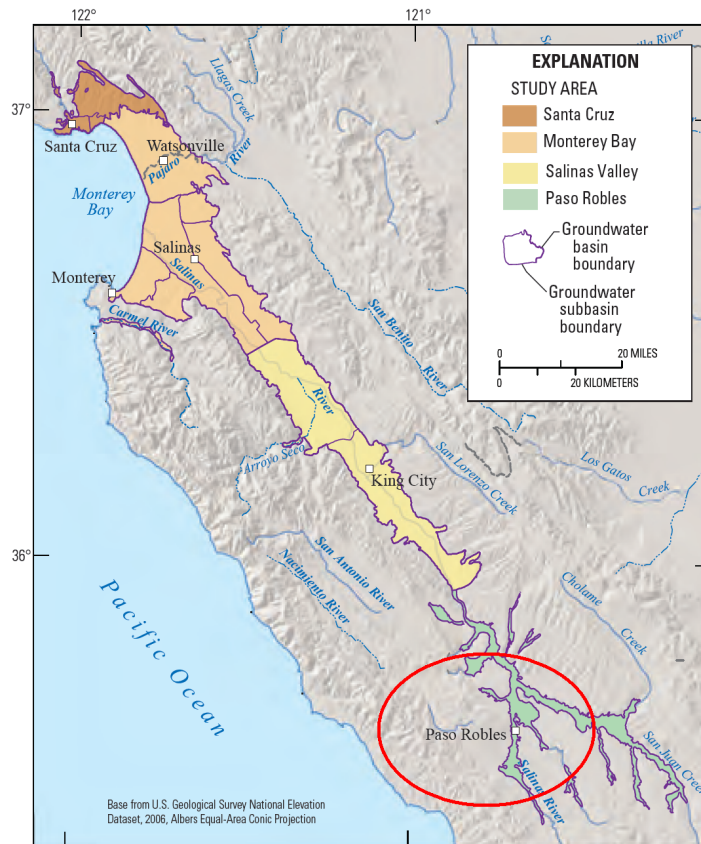 122°
121°
37°
36°
Llagas Creek
River
EXPLANATION
STUDY AREA
Santa Cruz
Monterey Bay
Salinas Valley
Paso Robles
Groundwater
basin
boundary
Groundwater
subbasin
boundary
0 20 MILES
0 20 KILOMETERS
Santa Cruz
Watsonville
Pajaro
River
Monterey
Bay
Salinas
Salinas
Monterey
Carmel River
San Benito
River
River
Arroyo Seco
King City
San Lorenzo
Creek
Los Gatos
Creek
San Antonio River
Nacimiento River
Cholame
Creek
Pacific Ocean
Paso Robles
Salinas River
San Juan Creek
Base from U.S. Geological Survey National Elevation
Dataset, 2006, Albers Equal-Area Conic Projection